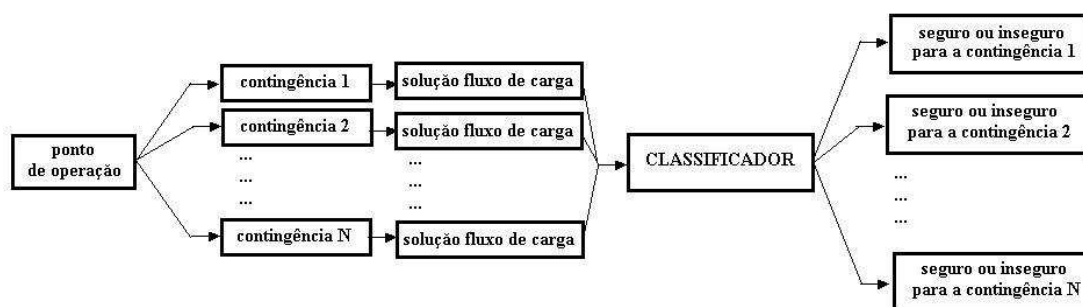 ponto
de operação
contingência 1
contingência 2
...
...
...
contingência N
solução fluxo de carga
solução fluxo de carga
...
...
...
solução fluxo de carga
CLASSIFICADOR
seguro ou inseguro
para a contingência 1
seguro ou inseguro
para a contingência 2
...
...
...
seguro ou inseguro
para a contingência N